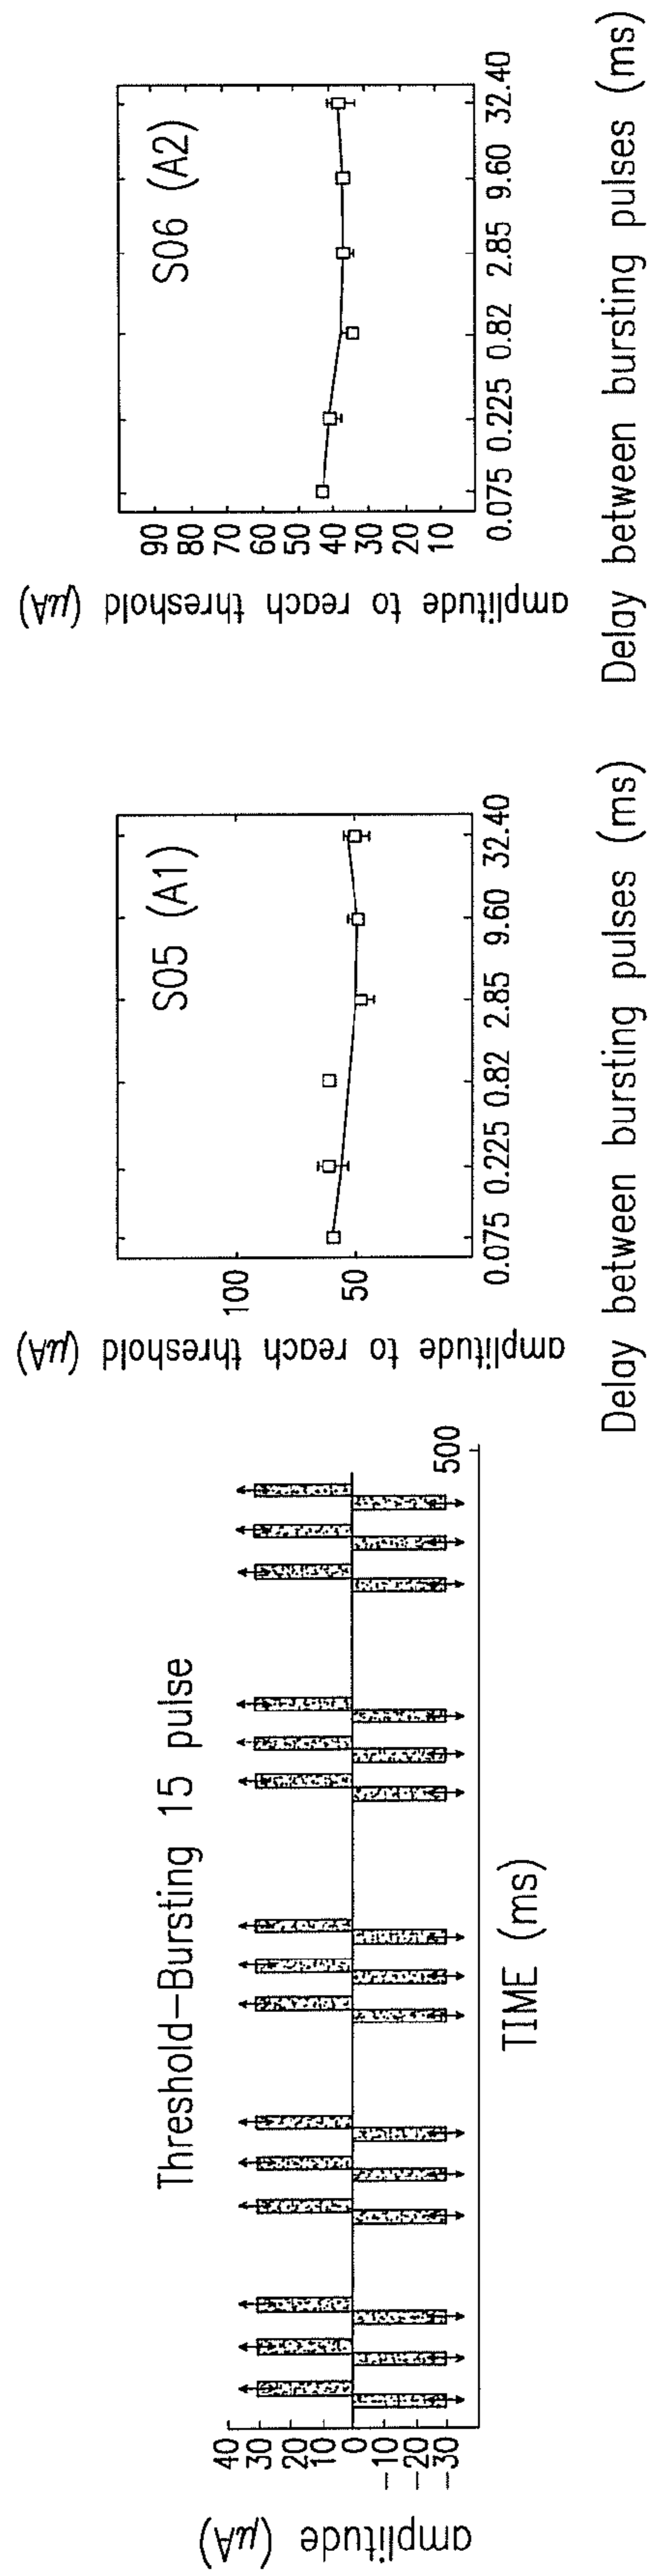 Threshold–Bursting 15 pulse
amplitude (μA)
40
30
20
10
0
–10
–20
–30
500
TIME (ms)
S05 (A1)
amplitude to reach threshold (μA)
100
50
0.075 0.225 0.82 2.85 9.60 32.40
Delay between bursting pulses (ms)
S06 (A2)
amplitude to reach threshold (μA)
90
80
70
60
50
40
30
20
10
0.075 0.225 0.82 2.85 9.60 32.40
Delay between bursting pulses (ms)